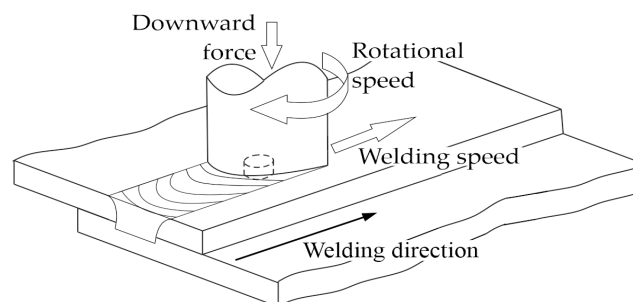 Downward
force
Rotational
speed
Welding speed
Welding direction